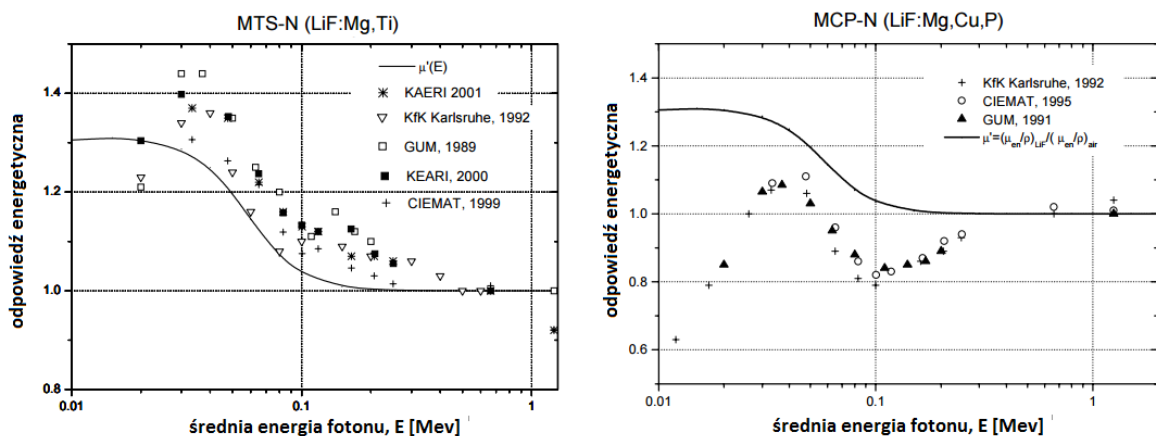 MTS-N (LiF:Mg,Ti)
odpowiedź energetyczna
1.4
1.2
1.0
0.8
μ'(E)
KAERI 2001
KfK Karlsruhe, 1992
GUM, 1989
KEARI, 2000
CIEMAT, 1999
0.01
0.1
1
średnia energia fotonu, E [Mev]
MCP-N (LiF:Mg,Cu,P)
odpowiedź energetyczna
1.4
1.2
1.0
0.8
0.6
KfK Karlsruhe, 1992
CIEMAT, 1995
GUM, 1991
μ'=(μen/ρ)LiF/( μen/ρ)air
0.01
0.1
1
średnia energia fotonu, E [Mev]